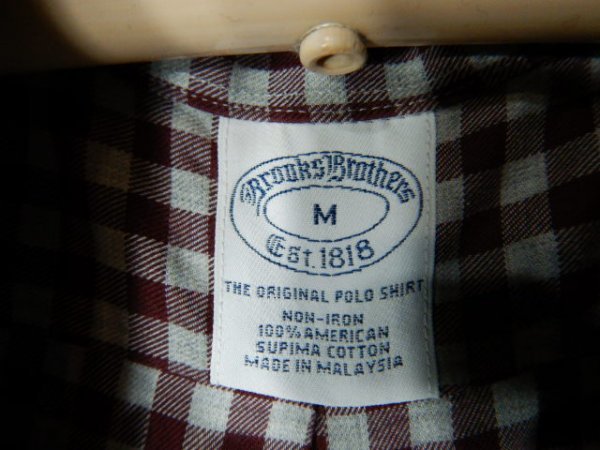 Brooks Brothers
M
Est. 1818
THE ORIGINAL POLO SHIRT
NON-IRON
100% AMERICAN
SUPIMA COTTON
MADE IN MALAYSIA